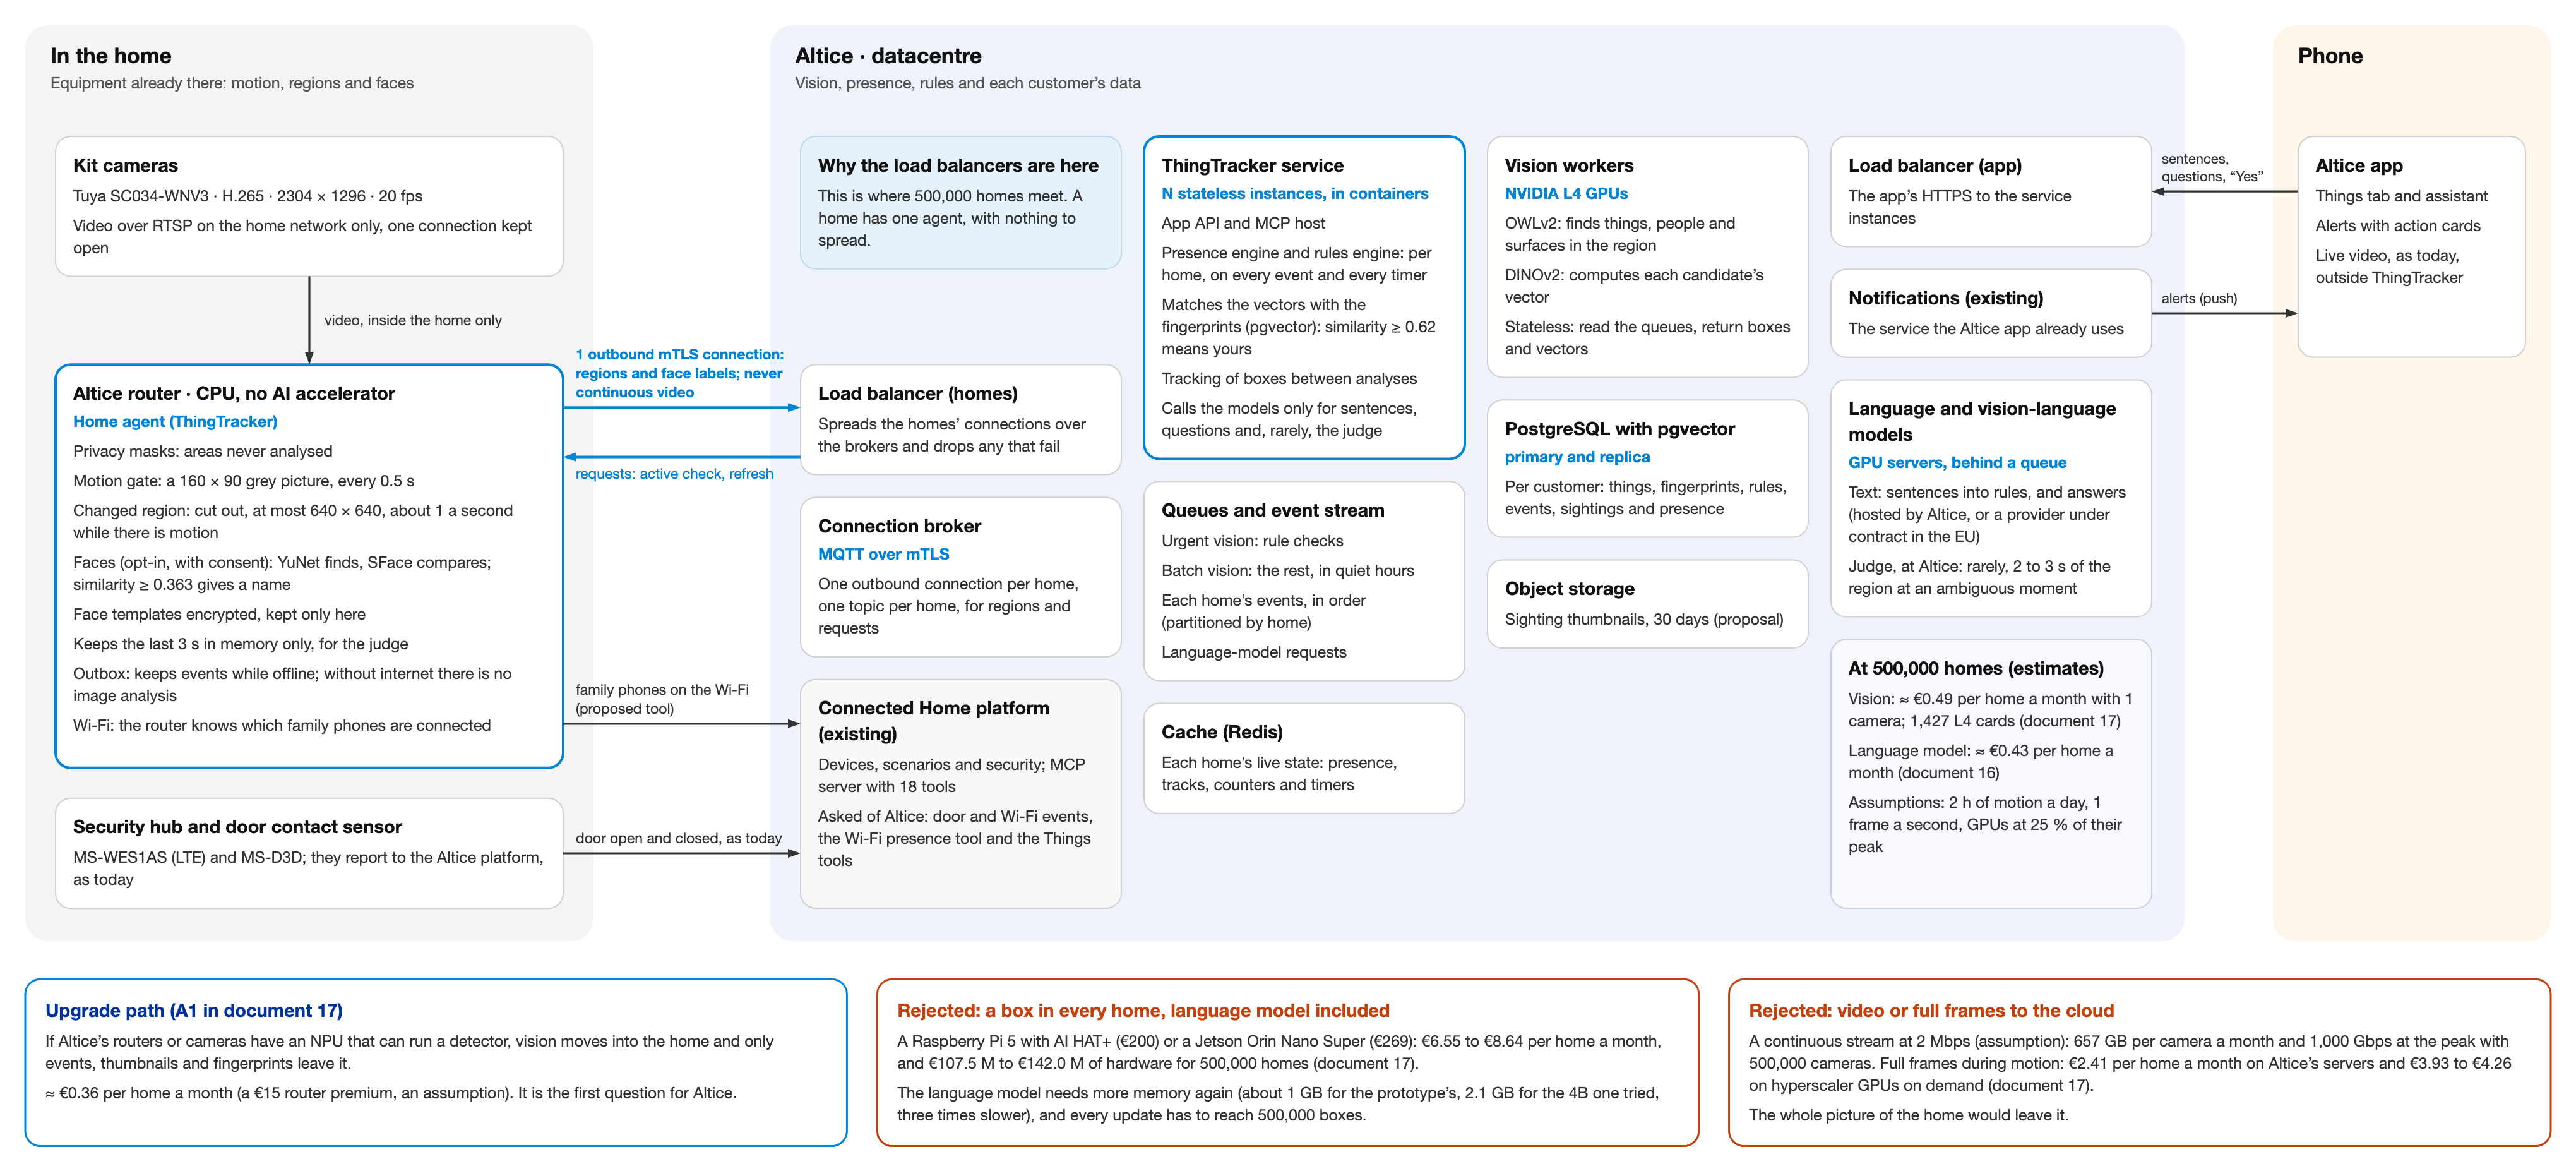 In the home
Equipment already there: motion, regions and faces
Kit cameras
Tuya SC034-WNV3 · H.265 · 2304 × 1296 · 20 fps
Video over RTSP on the home network only, one connection kept
open
video, inside the home only
Altice router · CPU, no AI accelerator
Home agent (ThingTracker)
Privacy masks: areas never analysed
Motion gate: a 160 × 90 grey picture, every 0.5 s
Changed region: cut out, at most 640 × 640, about 1 a second
while there is motion
Faces (opt-in, with consent): YuNet finds, SFace compares;
similarity ≥ 0.363 gives a name
Face templates encrypted, kept only here
Keeps the last 3 s in memory only, for the judge
Outbox: keeps events while offline; without internet there is no
image analysis
Wi-Fi: the router knows which family phones are connected
Security hub and door contact sensor
MS-WES1AS (LTE) and MS-D3D; they report to the Altice platform,
as today
1 outbound mTLS connection:
regions and face labels; never
continuous video
requests: active check, refresh
family phones on the Wi-Fi
(proposed tool)
door open and closed, as today
Altice · datacentre
Vision, presence, rules and each customer’s data
Why the load balancers are here
This is where 500,000 homes meet. A
home has one agent, with nothing to
spread.
Load balancer (homes)
Spreads the homes’ connections over
the brokers and drops any that fail
Connection broker
MQTT over mTLS
One outbound connection per home,
one topic per home, for regions and
requests
Connected Home platform
(existing)
Devices, scenarios and security; MCP
server with 18 tools
Asked of Altice: door and Wi-Fi events,
the Wi-Fi presence tool and the Things
tools
ThingTracker service
N stateless instances, in containers
App API and MCP host
Presence engine and rules engine: per
home, on every event and every timer
Matches the vectors with the
fingerprints (pgvector): similarity ≥ 0.62
means yours
Tracking of boxes between analyses
Calls the models only for sentences,
questions and, rarely, the judge
Queues and event stream
Urgent vision: rule checks
Batch vision: the rest, in quiet hours
Each home’s events, in order
(partitioned by home)
Language-model requests
Cache (Redis)
Each home’s live state: presence,
tracks, counters and timers
Vision workers
NVIDIA L4 GPUs
OWLv2: finds things, people and
surfaces in the region
DINOv2: computes each candidate’s
vector
Stateless: read the queues, return boxes
and vectors
PostgreSQL with pgvector
primary and replica
Per customer: things, fingerprints, rules,
events, sightings and presence
Object storage
Sighting thumbnails, 30 days (proposal)
Load balancer (app)
The app’s HTTPS to the service
instances
Notifications (existing)
The service the Altice app already uses
Language and vision-language
models
GPU servers, behind a queue
Text: sentences into rules, and answers
(hosted by Altice, or a provider under
contract in the EU)
Judge, at Altice: rarely, 2 to 3 s of the
region at an ambiguous moment
At 500,000 homes (estimates)
Vision: ≈ €0.49 per home a month with 1
camera; 1,427 L4 cards (document 17)
Language model: ≈ €0.43 per home a
month (document 16)
Assumptions: 2 h of motion a day, 1
frame a second, GPUs at 25 % of their
peak
sentences,
questions, “Yes”
alerts (push)
Phone
Altice app
Things tab and assistant
Alerts with action cards
Live video, as today,
outside ThingTracker
Upgrade path (A1 in document 17)
If Altice’s routers or cameras have an NPU that can run a detector, vision moves into the home and only
events, thumbnails and fingerprints leave it.
≈ €0.36 per home a month (a €15 router premium, an assumption). It is the first question for Altice.
Rejected: a box in every home, language model included
A Raspberry Pi 5 with AI HAT+ (€200) or a Jetson Orin Nano Super (€269): €6.55 to €8.64 per home a month,
and €107.5 M to €142.0 M of hardware for 500,000 homes (document 17).
The language model needs more memory again (about 1 GB for the prototype’s, 2.1 GB for the 4B one tried,
three times slower), and every update has to reach 500,000 boxes.
Rejected: video or full frames to the cloud
A continuous stream at 2 Mbps (assumption): 657 GB per camera a month and 1,000 Gbps at the peak with
500,000 cameras. Full frames during motion: €2.41 per home a month on Altice’s servers and €3.93 to €4.26
on hyperscaler GPUs on demand (document 17).
The whole picture of the home would leave it.